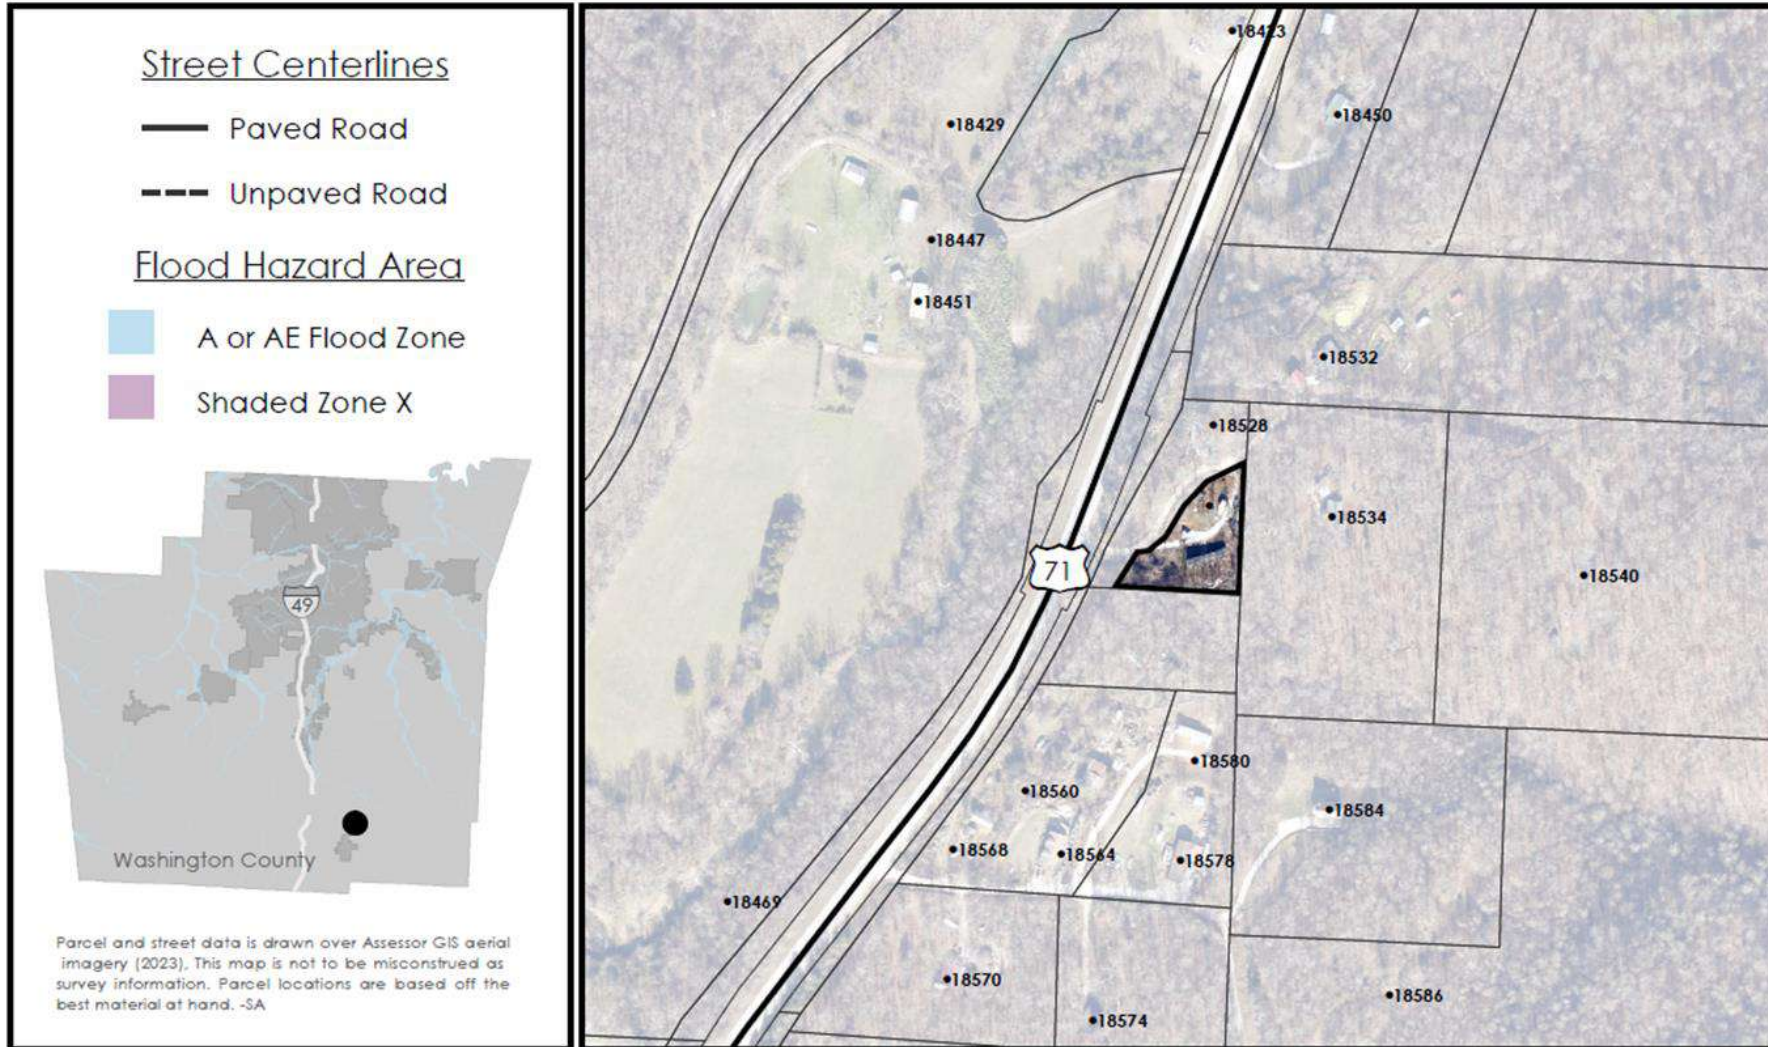 Street Centerlines
Paved Road
Unpaved Road
Flood Hazard Area
A or AE Flood Zone
Shaded Zone X
49
Washington County
Parcel and street data is drawn over Assessor GIS aerial
imagery (2023), This map is not to be misconstrued as
survey information. Parcel locations are based off the
best material at hand. -SA
18423
18450
18429
18447
18451
18532
18528
18534
71
18540
18580
18560
18584
18568
18564
18578
18469
18570
18586
18574